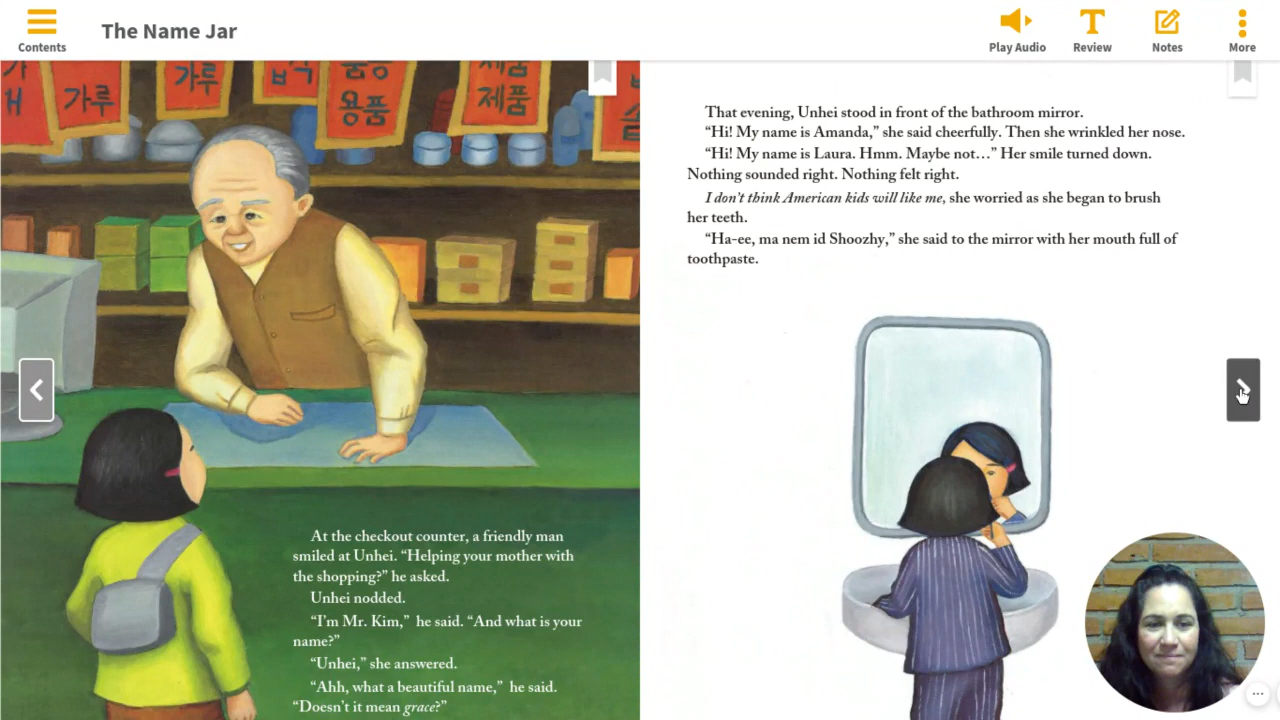 Contents
The Name Jar
Play Audio
Review
Notes
More
가루
가루
용품
용품
제품
제품
At the checkout counter, a friendly man
smiled at Unhei. “Helping your mother with
the shopping?” he asked.
Unhei nodded.
“I’m Mr. Kim,” he said. “And what is your
name?”
“Unhei,” she answered.
“Ahh, what a beautiful name,” he said.
“Doesn’t it mean grace?”
That evening, Unhei stood in front of the bathroom mirror.
“Hi! My name is Amanda,” she said cheerfully. Then she wrinkled her nose.
“Hi! My name is Laura. Hmm. Maybe not…” Her smile turned down.
Nothing sounded right. Nothing felt right.
I don’t think American kids will like me, she worried as she began to brush
her teeth.
“Ha-ee, ma nem id Shoozhy,” she said to the mirror with her mouth full of
toothpaste.